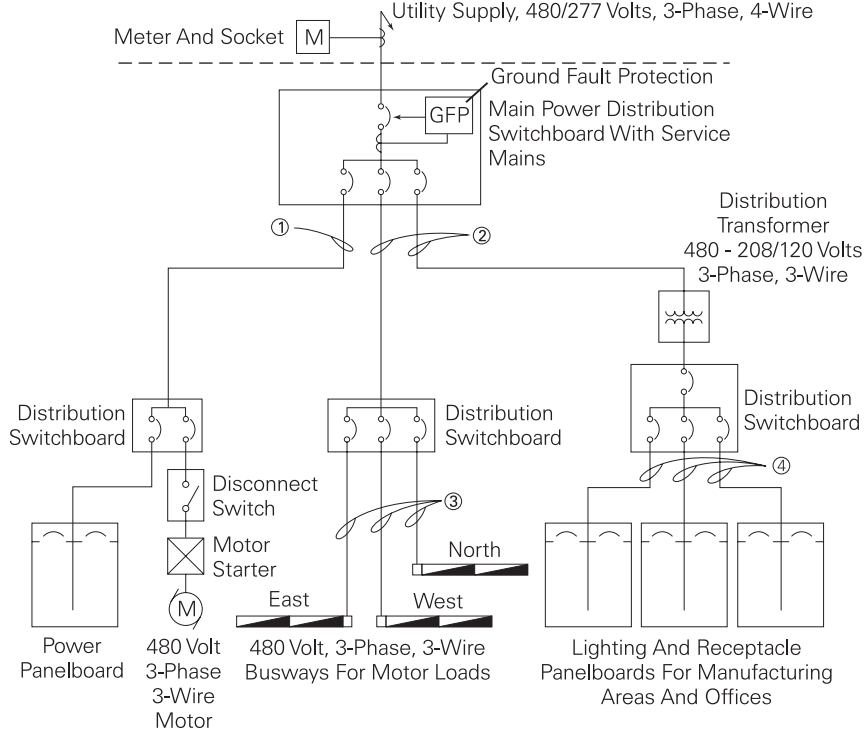 Utility Supply, 480/277 Volts, 3-Phase, 4-Wire
Meter And Socket
M
Ground Fault Protection
GFP
Main Power Distribution
Switchboard With Service
Mains
①
②
Distribution
Transformer
480 - 208/120 Volts
3-Phase, 3-Wire
Distribution
Switchboard
Distribution
Switchboard
Distribution
Switchboard
Disconnect
Switch
③
④
Motor
Starter
North
M
East
West
Power
Panelboard
480 Volt
3-Phase
3-Wire
Motor
480 Volt, 3-Phase, 3-Wire
Busways For Motor Loads
Lighting And Receptacle
Panelboards For Manufacturing
Areas And Offices